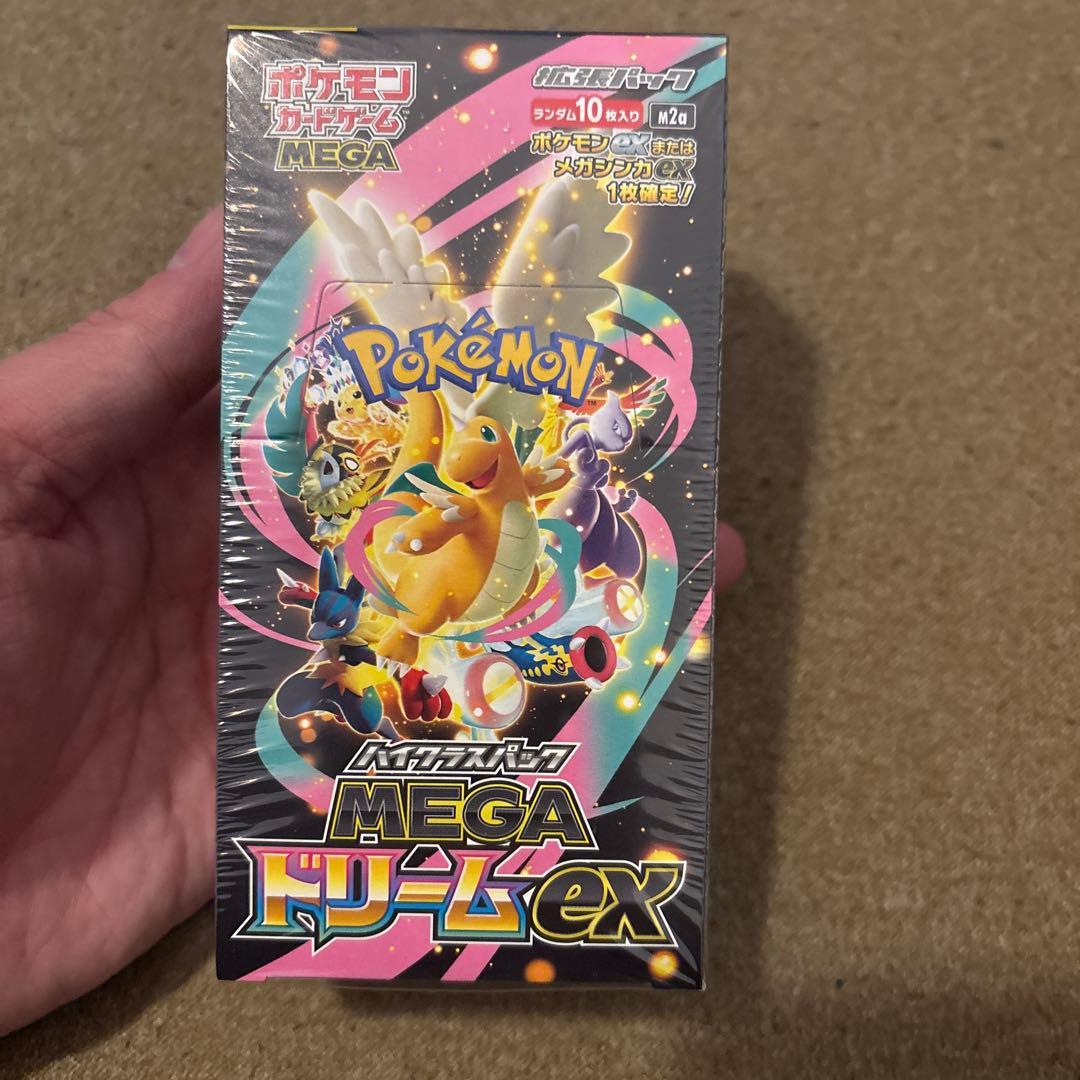 ポケモン
カードゲーム™
MEGA
拡張パック
ランダム10枚入り M2a
ポケモンexまたは
メガシンカex
1枚確定!
POKéMON™
ハイクラスパック
MEGA
ドリームex